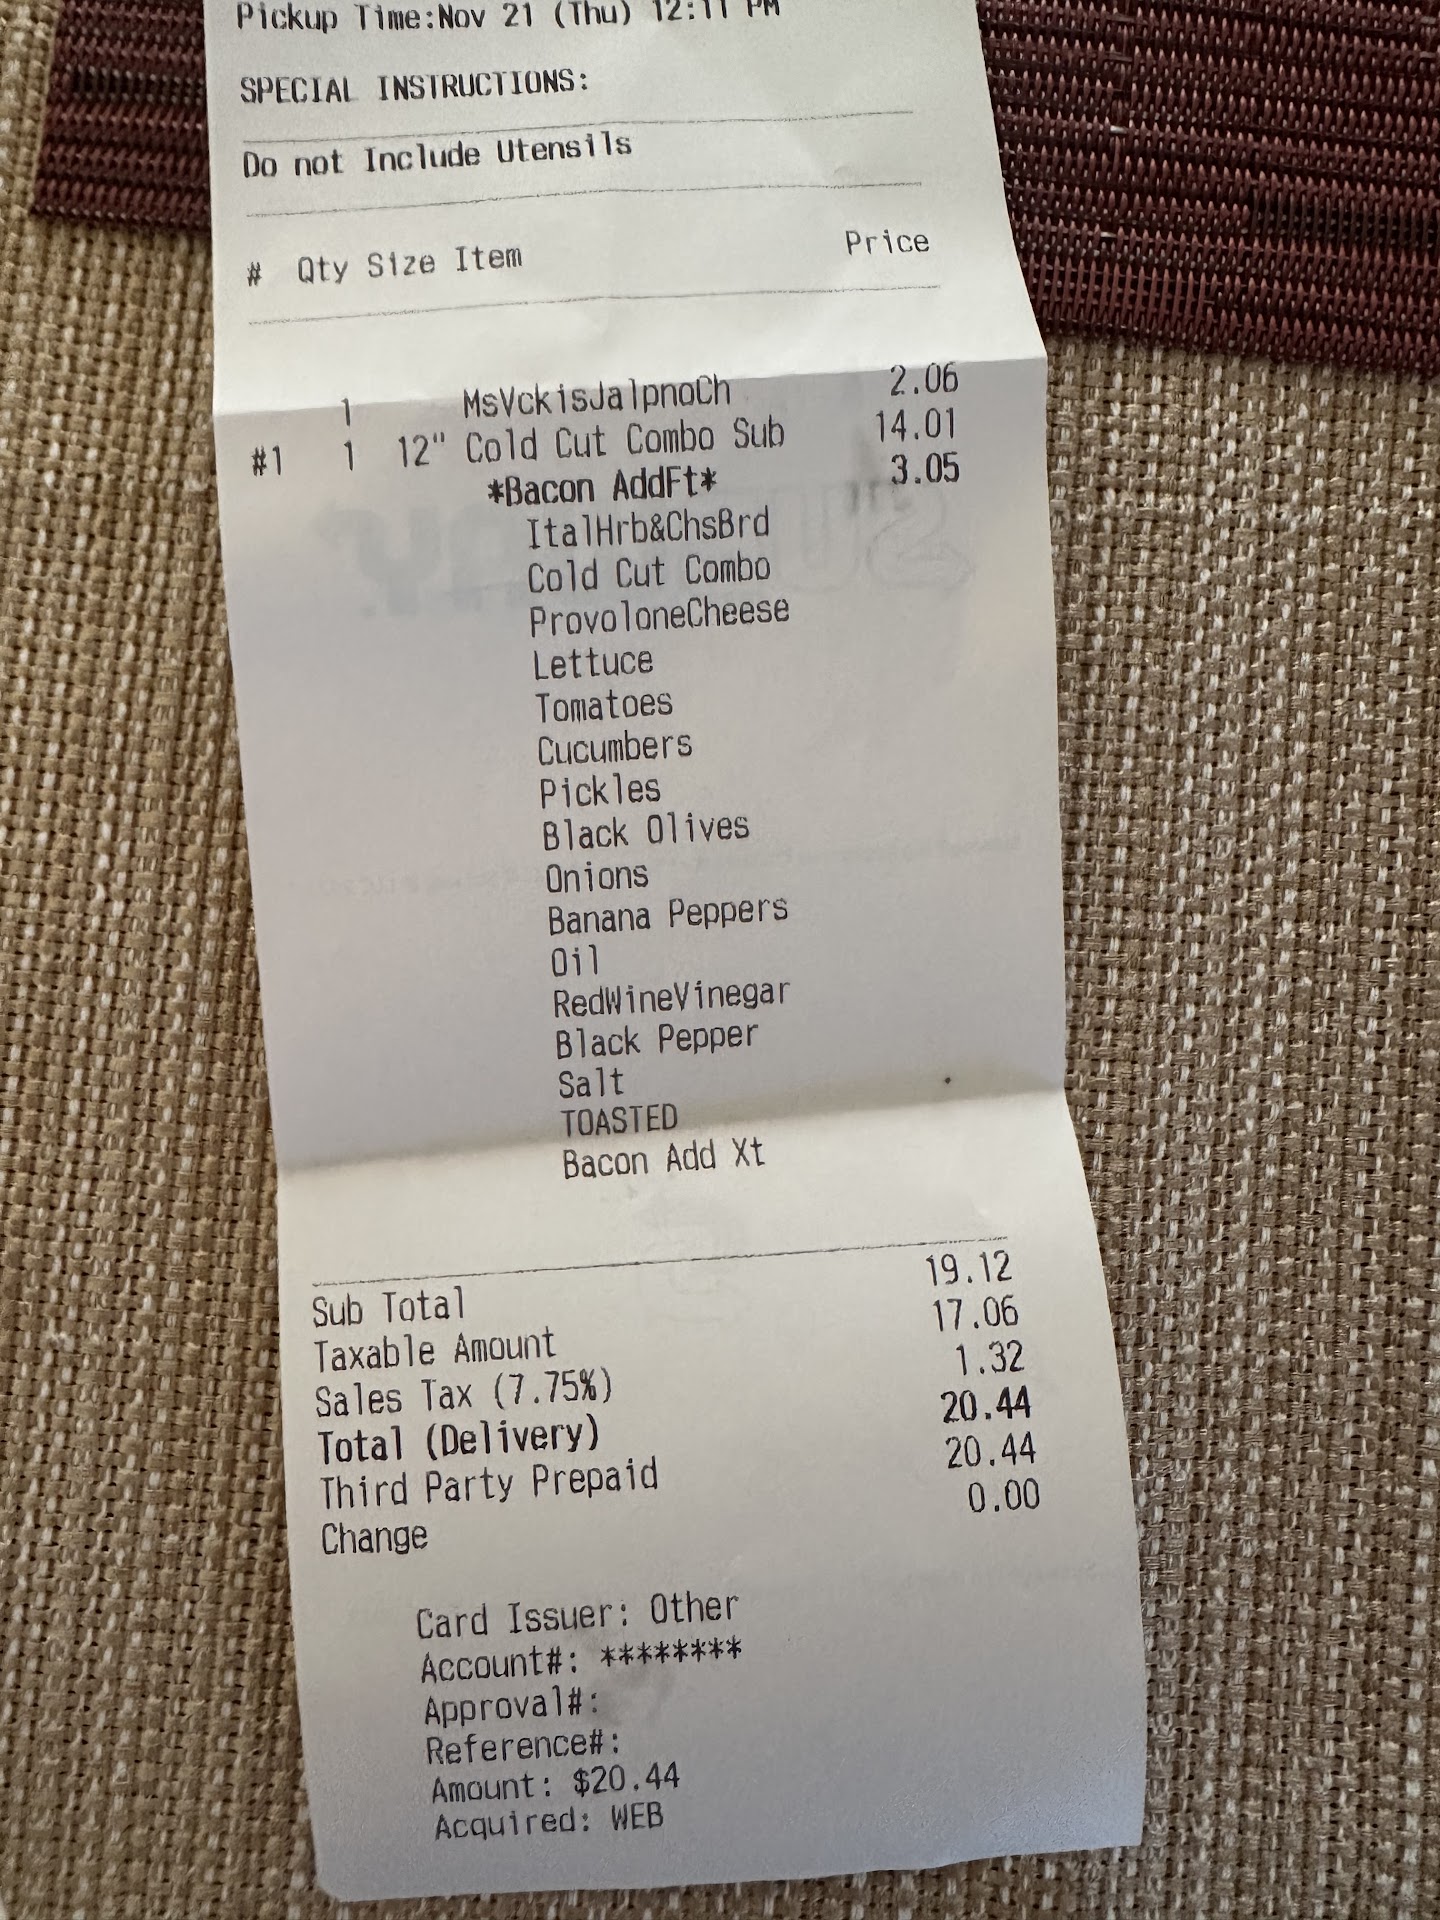 Pickup Time:Nov 21 (Thu) 12:11 PM
SPECIAL INSTRUCTIONS:
Do not Include Utensils
# Qty Size Item Price
1 MsVckisJalpnoCh 2.06
#1 1 12" Cold Cut Combo Sub 14.01
*Bacon AddFt* 3.05
ItalHrb&ChsBrd
Cold Cut Combo
ProvoloneCheese
Lettuce
Tomatoes
Cucumbers
Pickles
Black Olives
Onions
Banana Peppers
Oil
RedWineVinegar
Black Pepper
Salt
TOASTED
Bacon Add Xt
Sub Total 19.12
Taxable Amount 17.06
Sales Tax (7.75%) 1.32
Total (Delivery) 20.44
Third Party Prepaid 20.44
Change 0.00
Card Issuer: Other
Account#: ********
Approval#:
Reference#:
Amount: $20.44
Acquired: WEB